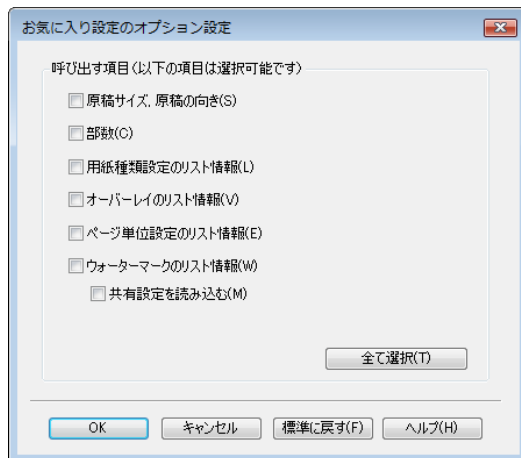 お気に入り設定のオプション設定
呼び出す項目(以下の項目は選択可能です)
原稿サイズ, 原稿の向き(S)
部数(C)
用紙種類設定のリスト情報(L)
オーバーレイのリスト情報(V)
ページ単位設定のリスト情報(E)
ウォーターマークのリスト情報(W)
共有設定を読み込む(M)
全て選択(T)
OK キャンセル 標準に戻す(F) ヘルプ(H)